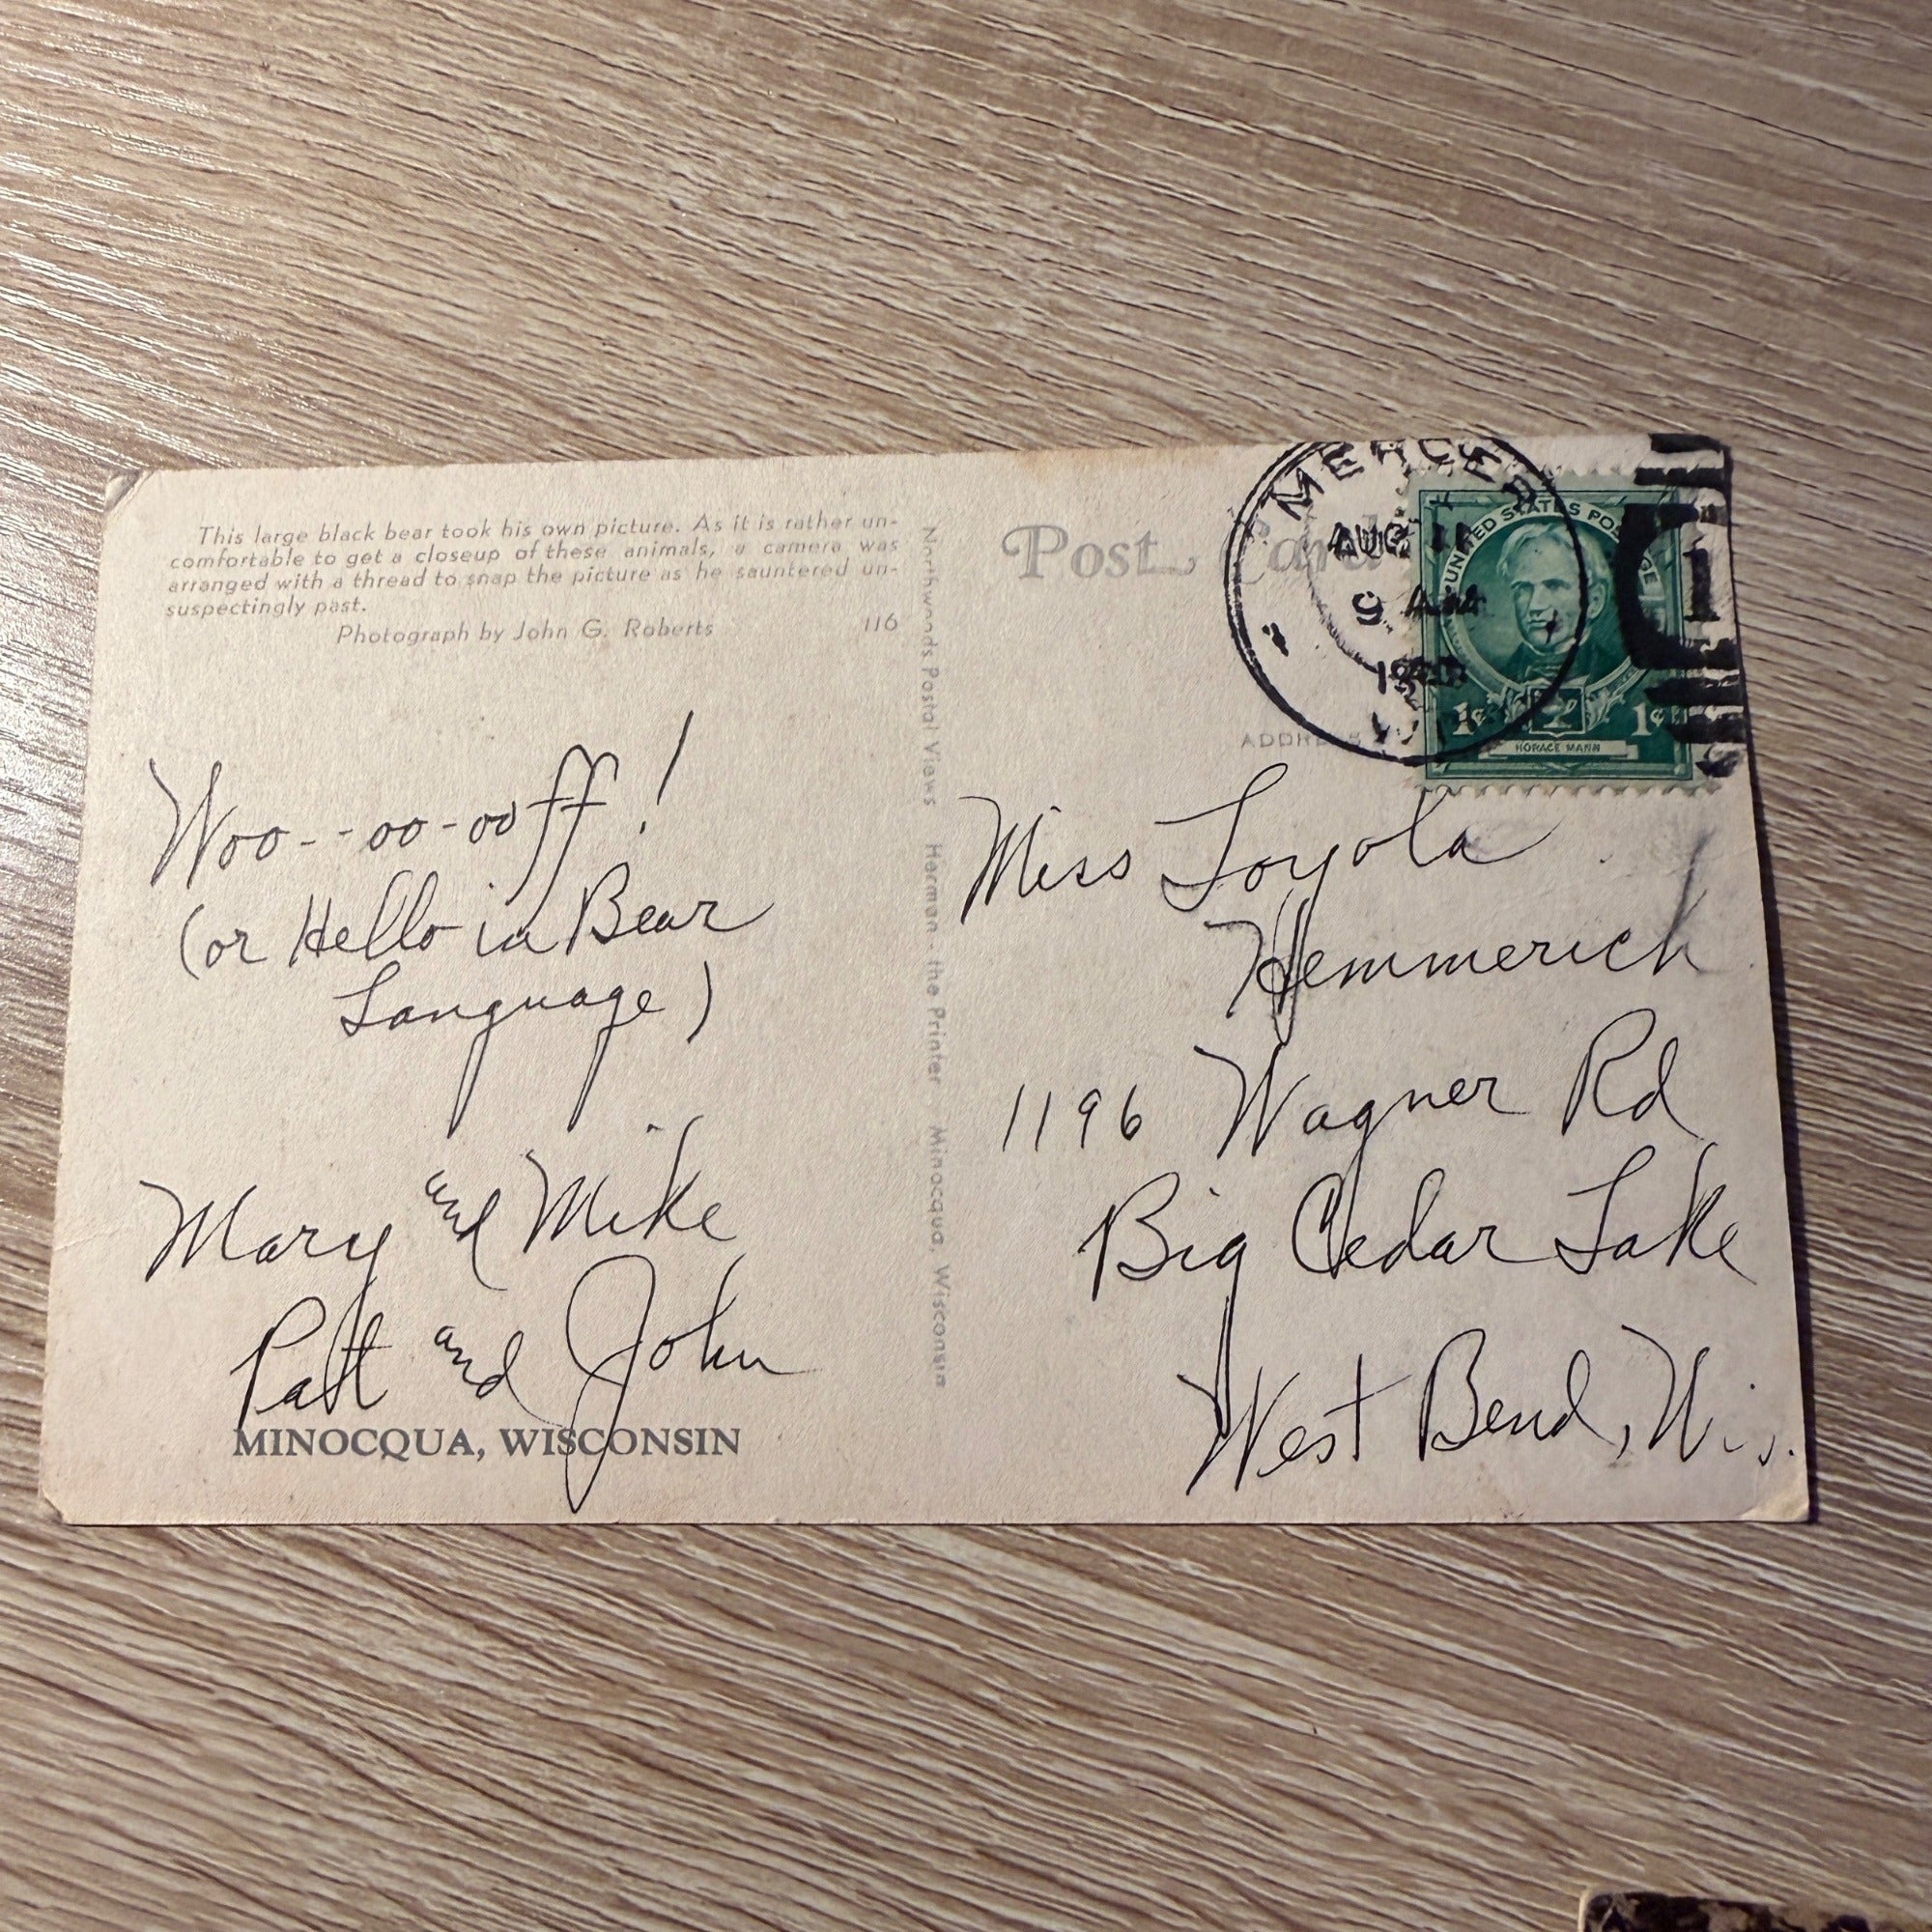 This large black bear took his own picture. As it is rather un-
comfortable to get a closeup of these animals, a camera was
arranged with a thread to snap the picture as he sauntered un-
suspectingly past.
Photograph by John G. Roberts 116
Woo--oo-ooff!
(or Hello in Bear
Language)
Mary and Mike
Patt and John
MINOCQUA, WISCONSIN
Northwoods Postal Views Harman - the Printer - Minocqua, Wisconsin
Post Card
ADDRESS
MERCER
AUG
9 AM
UNITED STATES POSTAGE
1¢ 1¢
HORACE MANN
1
Miss Loyola
Hemmerich
1196 Wagner Rd
Big Cedar Lake
West Bend, Wis.